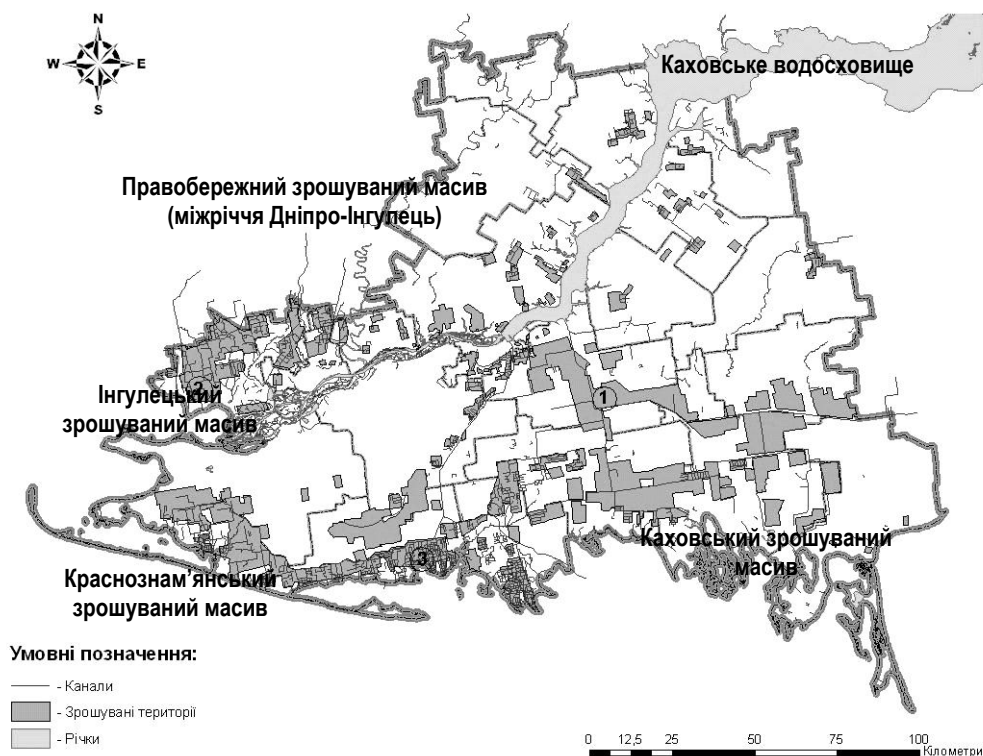 N
W E
S
Каховське водосховище
Правобережний зрошуваний масив
(міжріччя Дніпро-Інгулець)
1
2
Інгулецький
зрошуваний масив
3
Каховський зрошуваний
масив
Краснознам'янський
зрошуваний масив
Умовні позначення:
- Канали
- Зрошувані території
- Річки
0 12,5 25 50 75 100
Кілометри